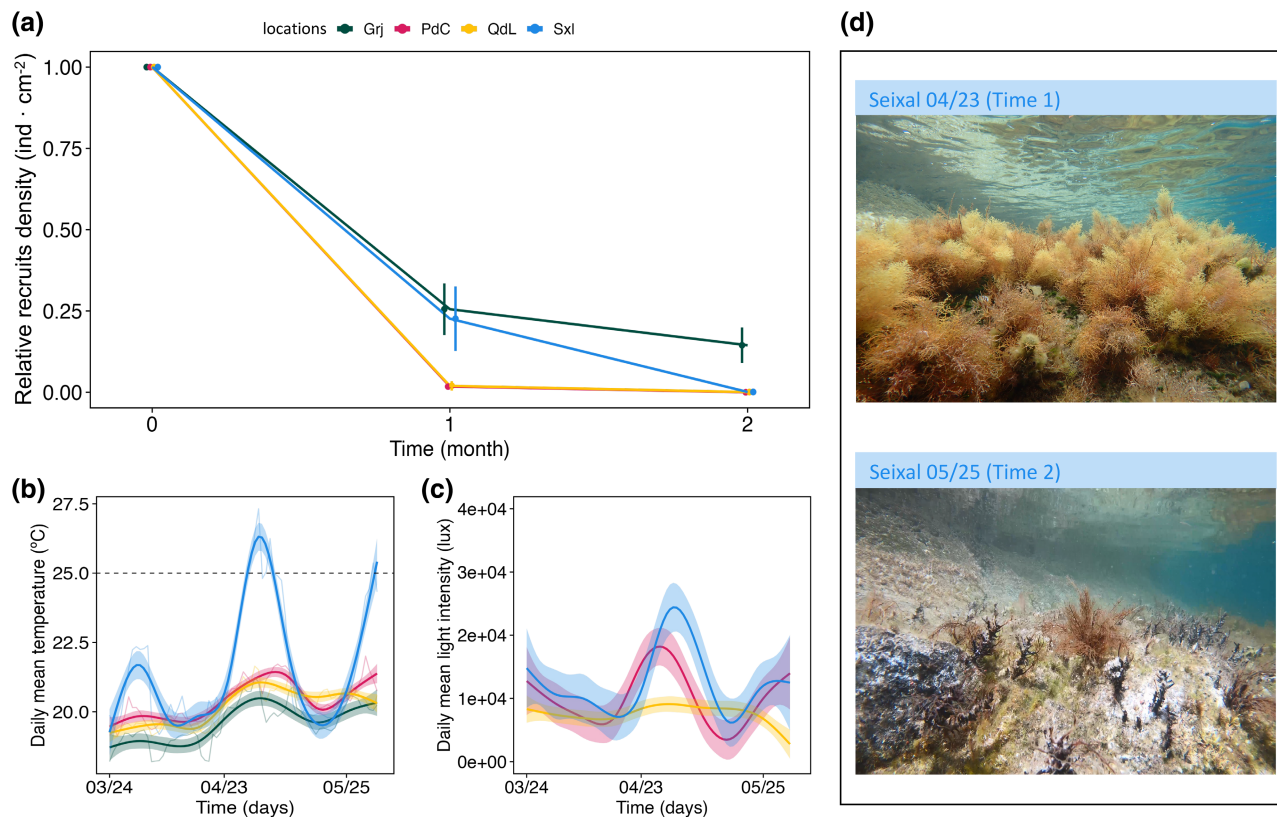 (a)
locations Grj PdC QdL Sxl
Relative recruits density (ind · cm⁻²)
1.00
0.75
0.50
0.25
0.00
0 1 2
Time (month)
(b)
Daily mean temperature (ºC)
27.5
25.0
22.5
20.0
03/24 04/23 05/25
Time (days)
(c)
Daily mean light intensity (lux)
4e+04
3e+04
2e+04
1e+04
0e+00
03/24 04/23 05/25
Time (days)
(d)
Seixal 04/23 (Time 1)
Seixal 05/25 (Time 2)